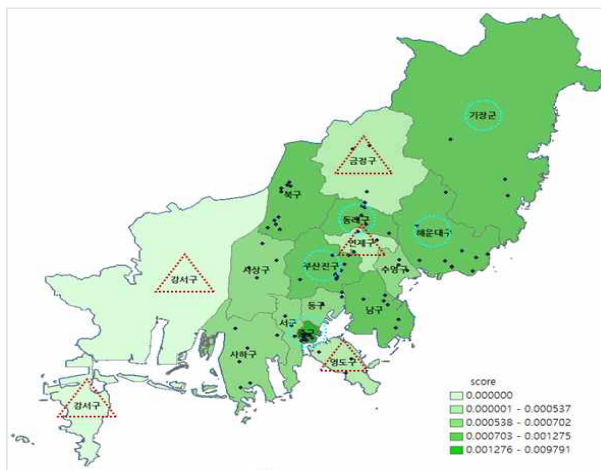 기장군
금정구
북구
동래구
해운대구
연제구
강서구
사상구
부산진구
수영구
동구
서구
남구
중구
사하구
영도구
강서구
score
0.000000
0.000001 - 0.000537
0.000538 - 0.000702
0.000703 - 0.001275
0.001276 - 0.009791